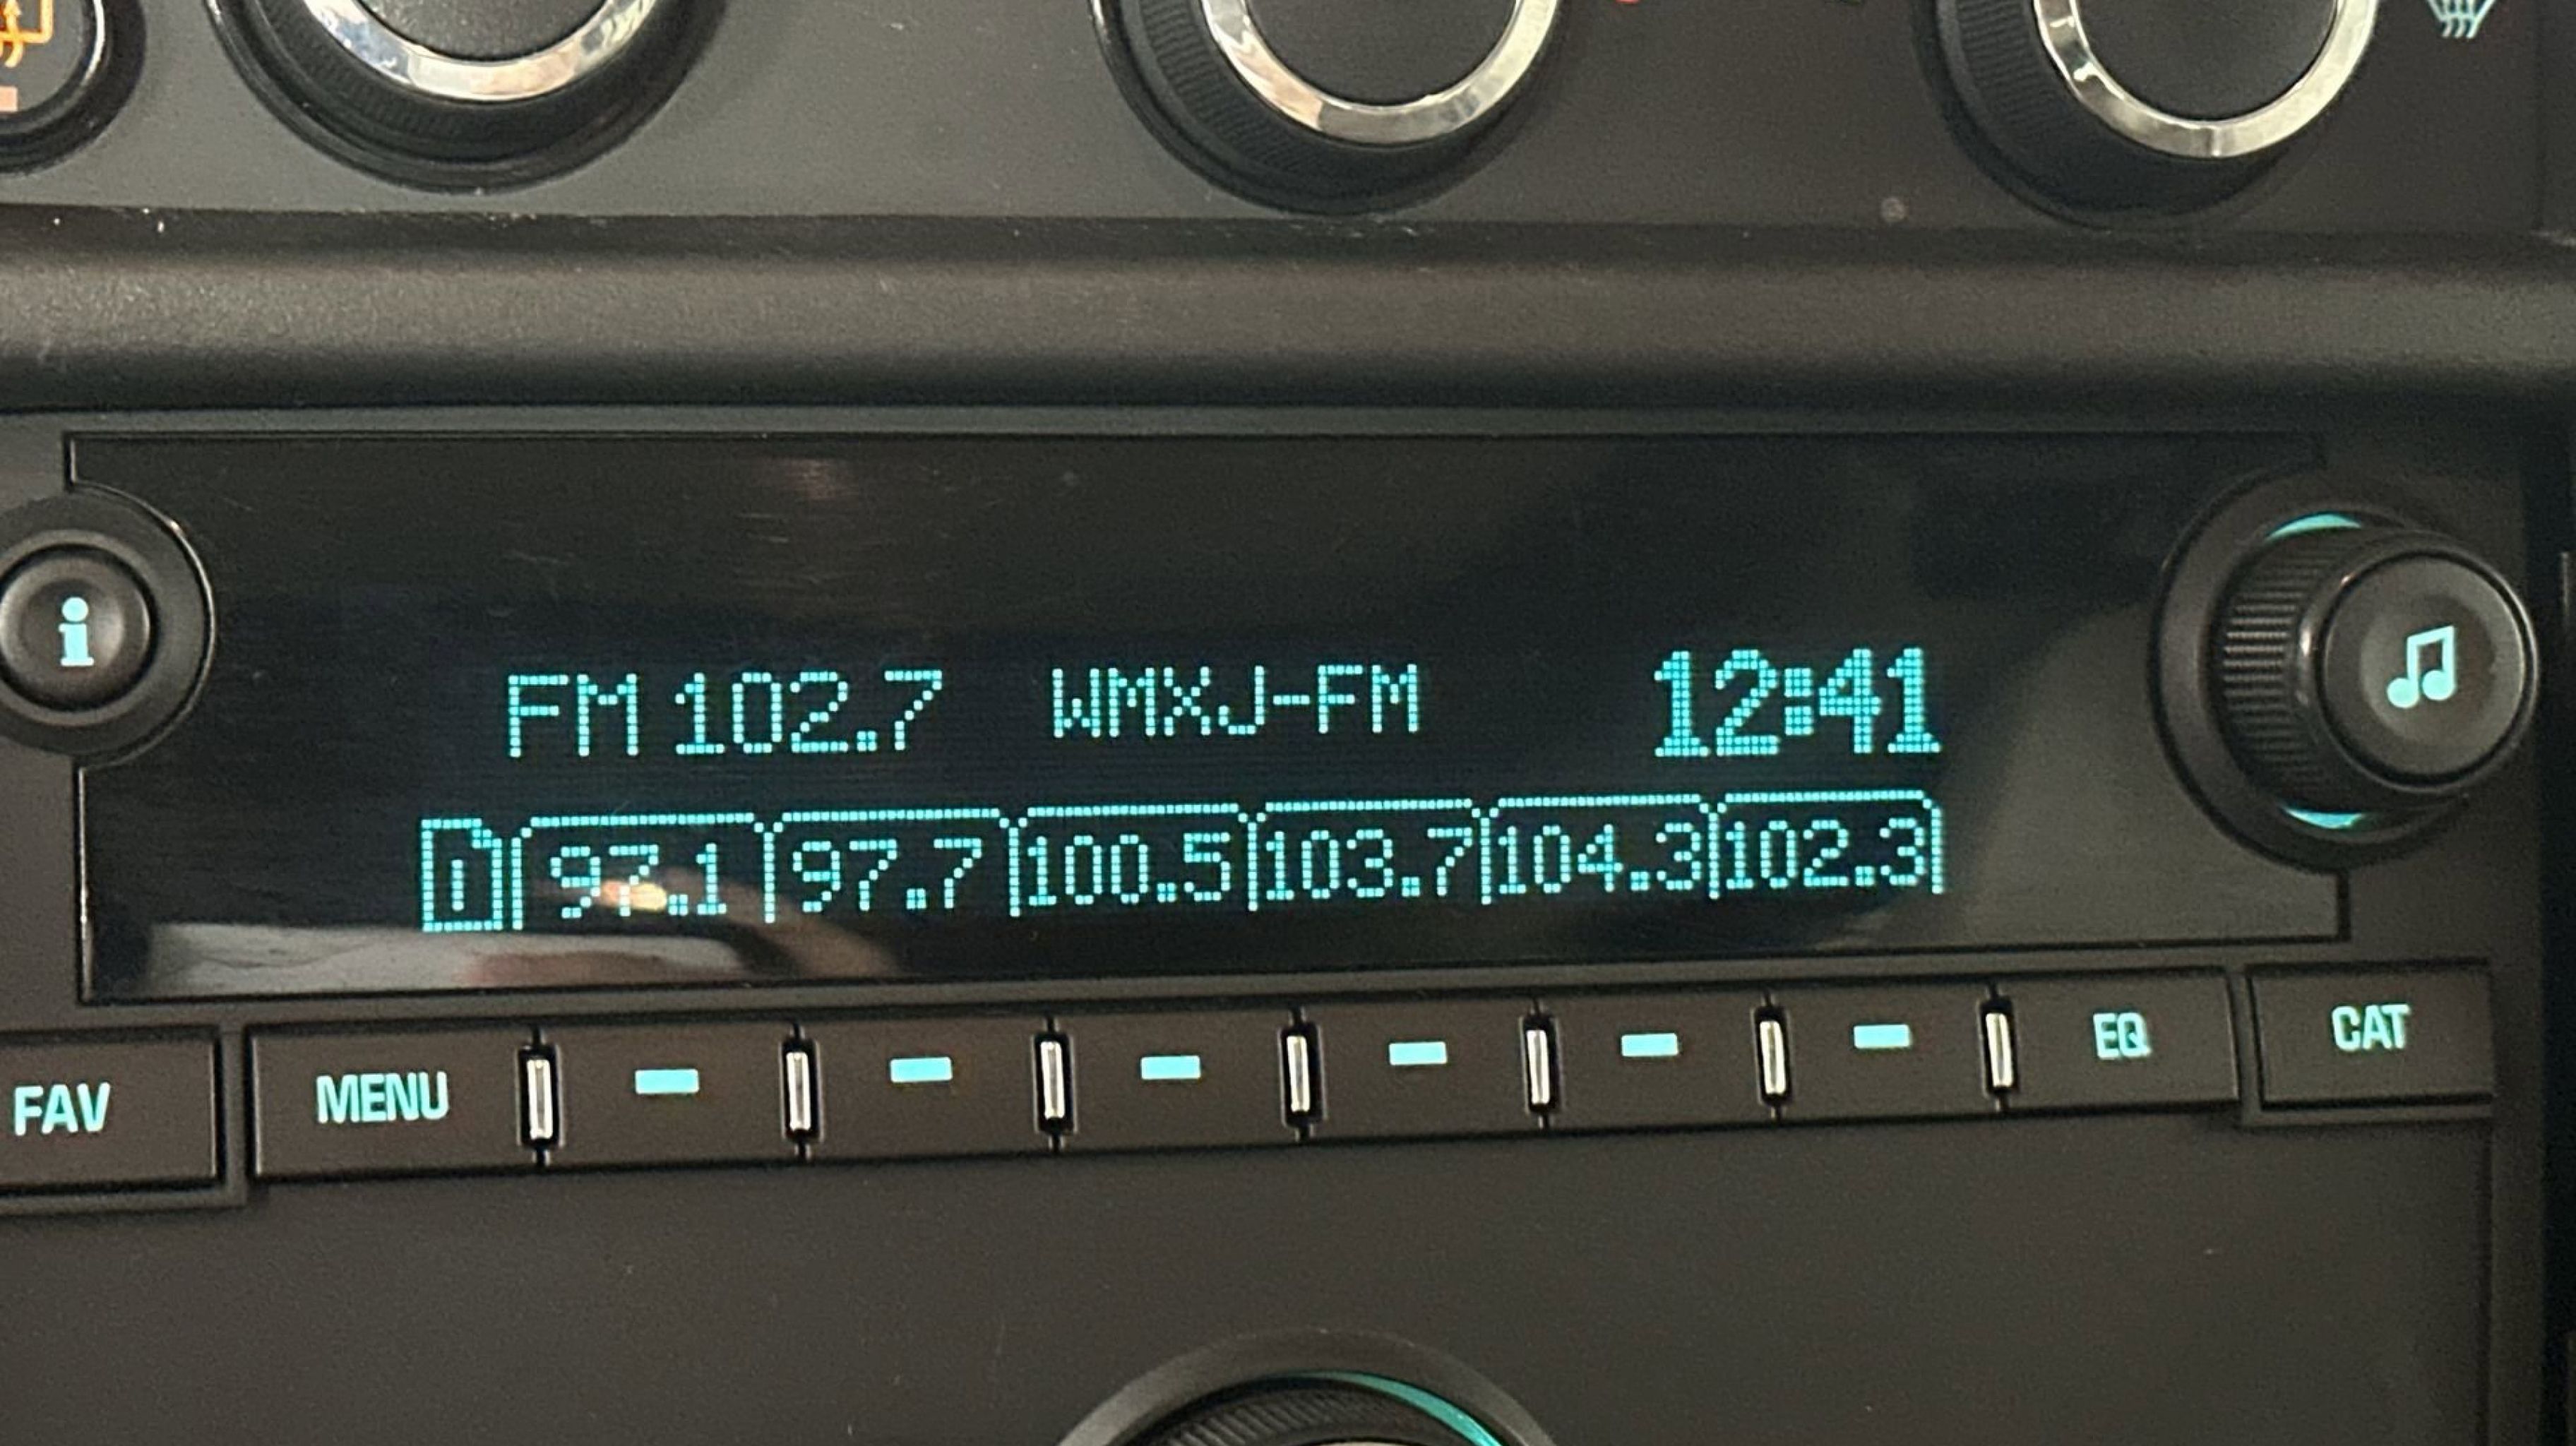 i
FM 102.7 WMXJ-FM 12:41
1 97.1 97.7 100.5 103.7 104.3 102.3
FAV MENU EQ CAT